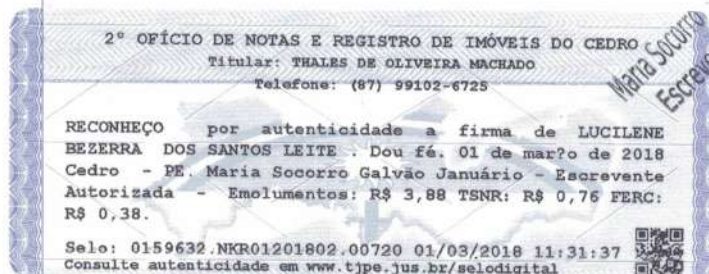 2º OFÍCIO DE NOTAS E REGISTRO DE IMÓVEIS DO CEDRO
Titular: THALES DE OLIVEIRA MACHADO
Telefone: (87) 99102-6725
Maria Socorro
RECONHEÇO por autenticidade a firma de LUCILENE
BEZERRA DOS SANTOS LEITE . Dou fé. 01 de mar?o de 2018
Cedro - PE. Maria Socorro Galvão Januário - Escrevente
Autorizada - Emolumentos: R$ 3,88 TSNR: R$ 0,76 FERC:
R$ 0,38.
Selo: 0159632.NKR01201802.00720 01/03/2018 11:31:37
Consulte autenticidade em www.tjpe.jus.br/selodigital